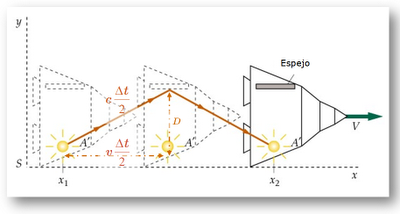 y
Espejo
c Δt/2
D
V
A'
A'
A'
v Δt/2
S
x₁
x₂
x